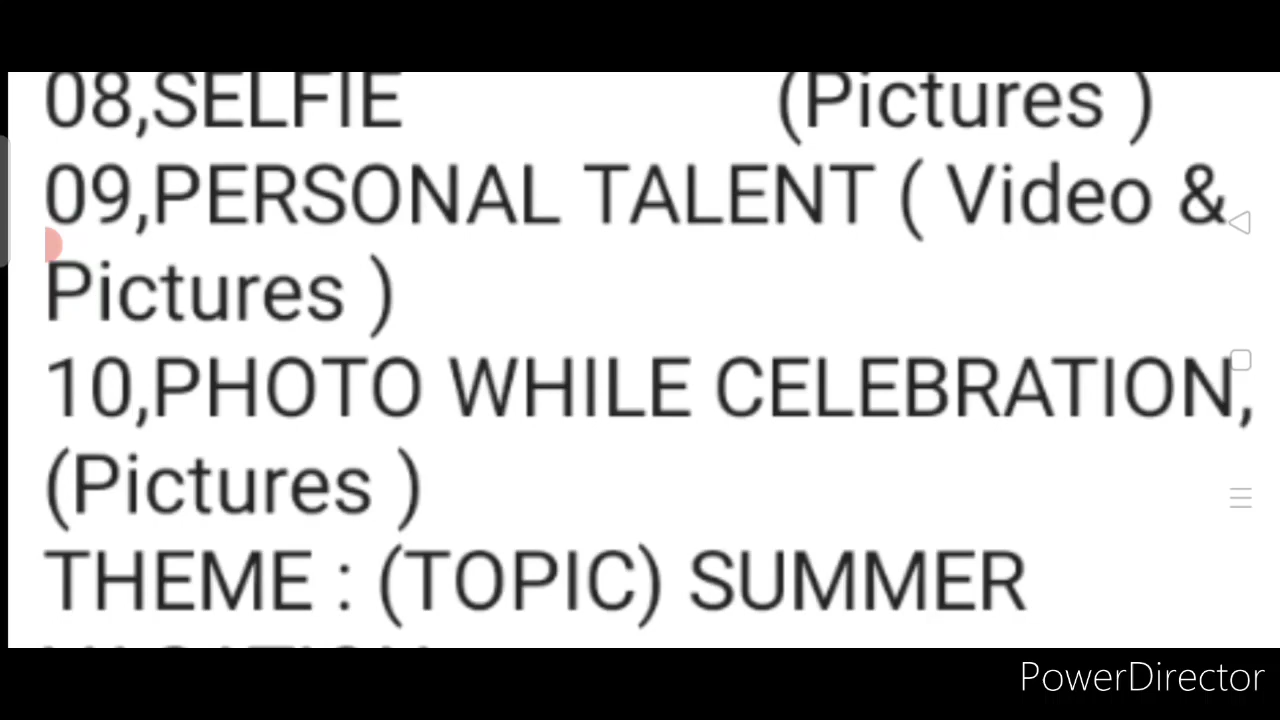 08,SELFIE (Pictures )
09,PERSONAL TALENT ( Video &
Pictures )
10,PHOTO WHILE CELEBRATION,
(Pictures )
THEME : (TOPIC) SUMMER
PowerDirector